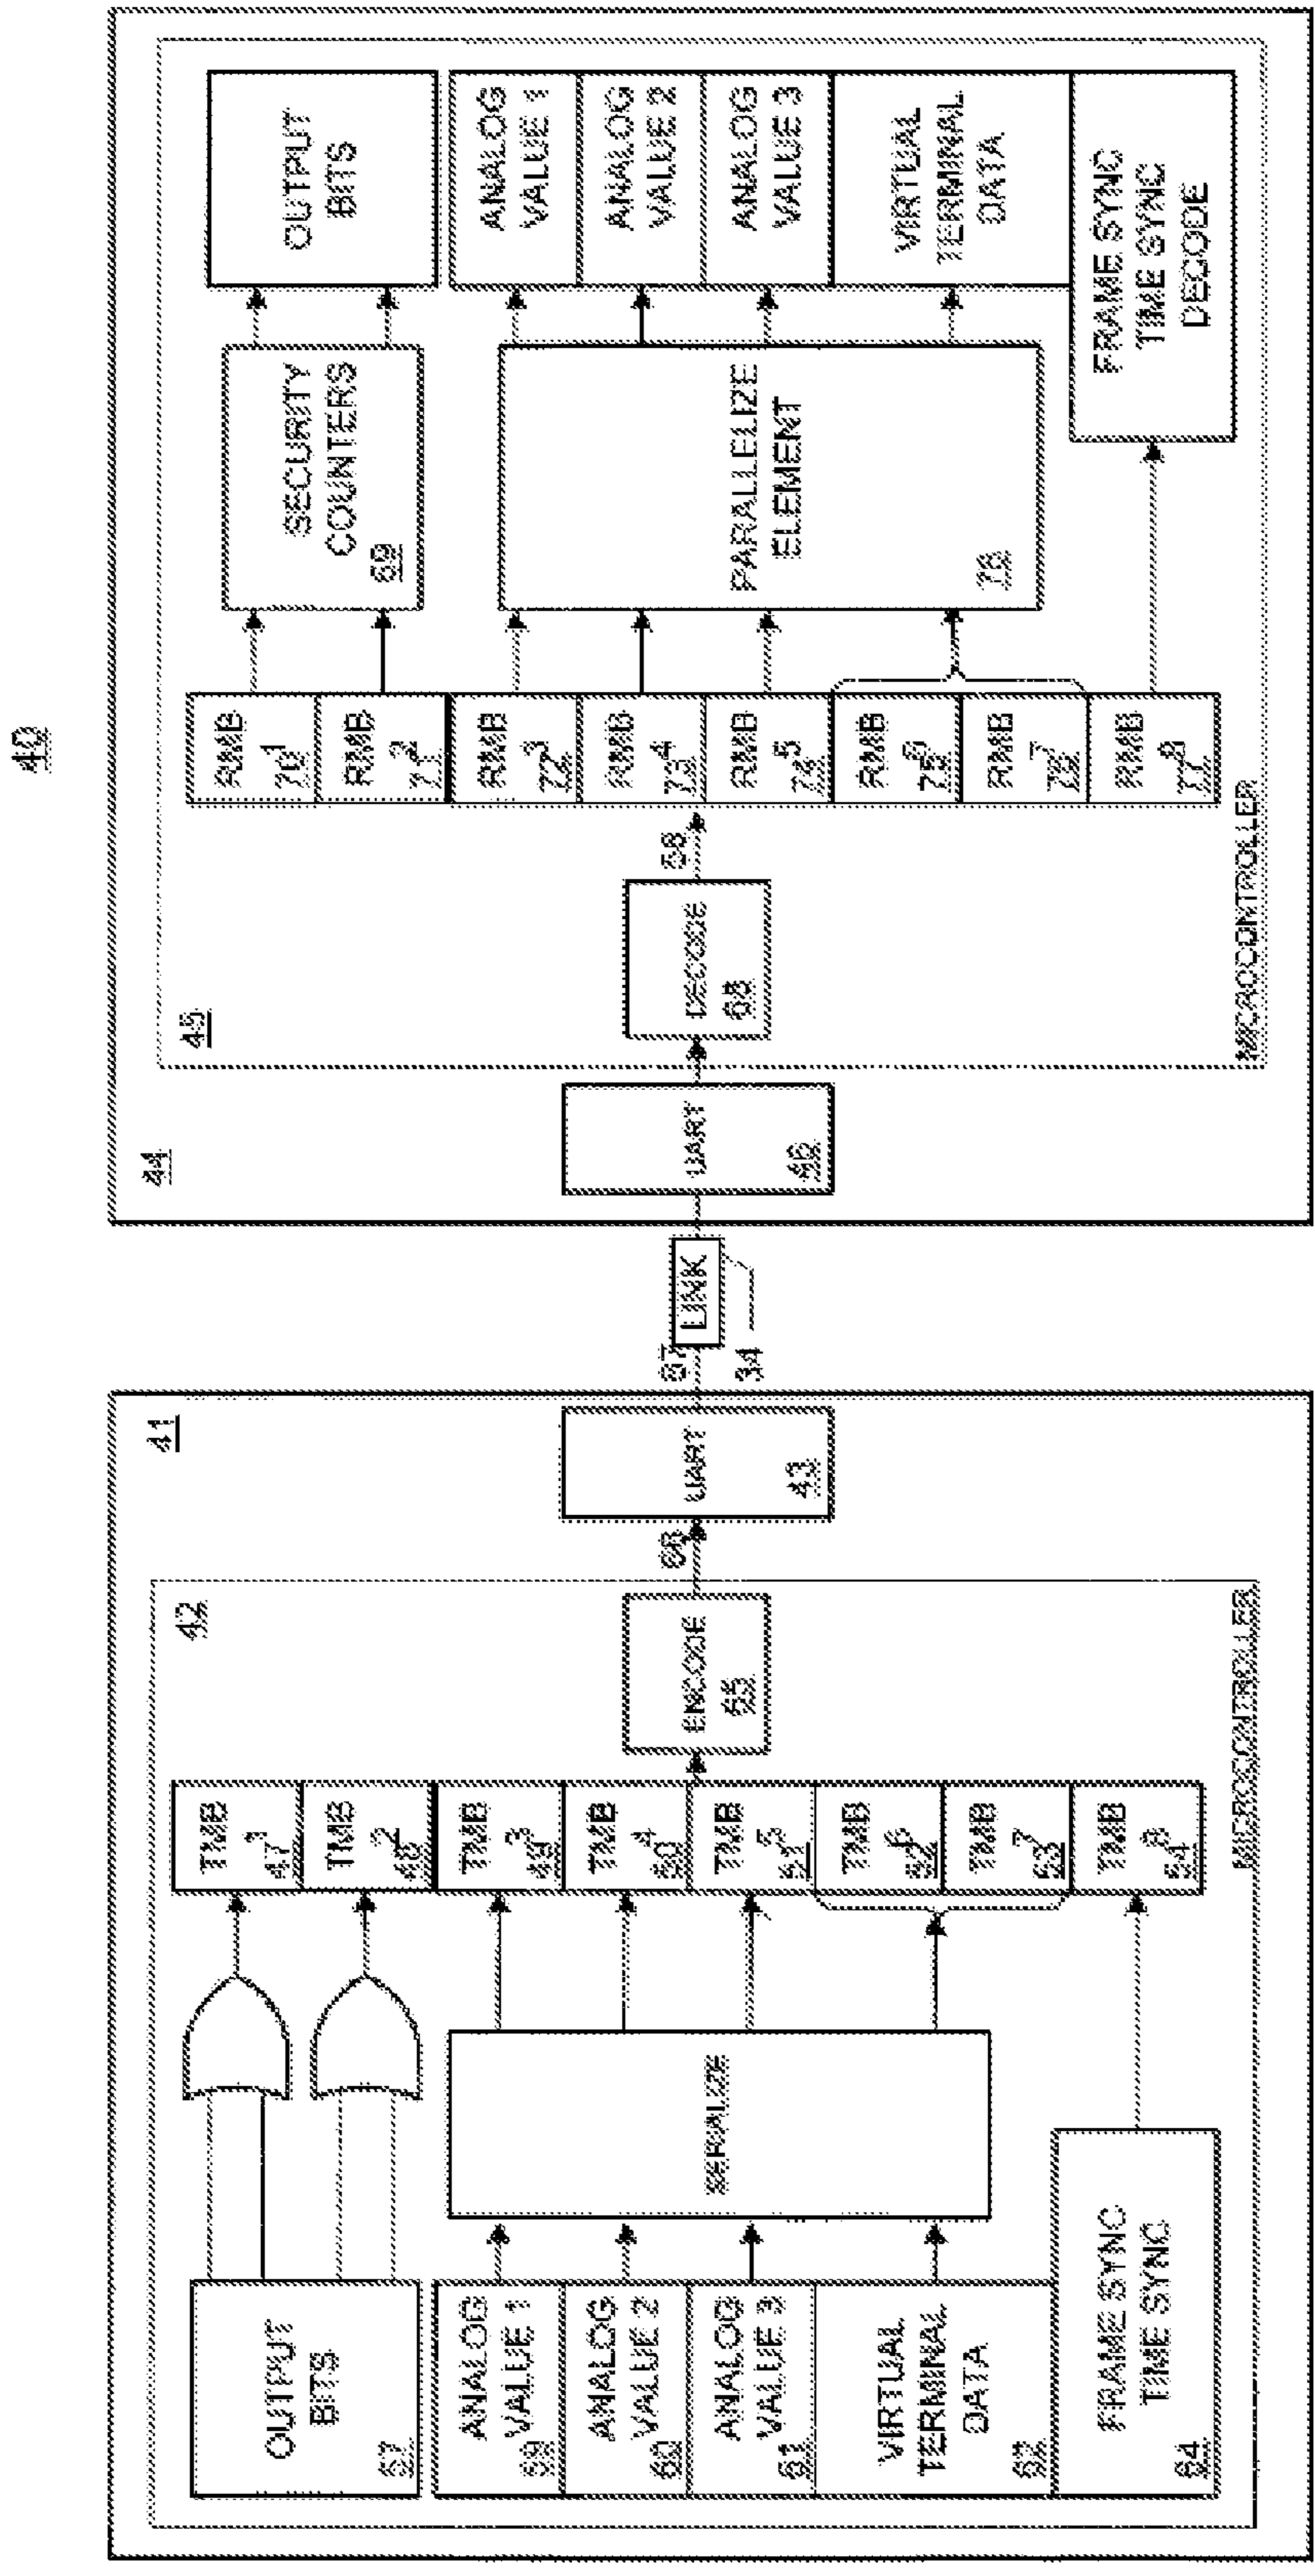 40
41
42
OUTPUT
BITS
57
ANALOG
VALUE 1
59
ANALOG
VALUE 2
60
ANALOG
VALUE 3
61
VIRTUAL
TERMINAL
DATA
62
FRAME SYNC
TIME SYNC
64
SERIALIZE
TMB
1
47
TMB
2
48
TMB
3
49
TMB
4
50
TMB
5
51
TMB
6
52
TMB
7
53
TMB
8
54
ENCODE
65
66
MICROCONTROLLER
UART
43
67
LINK
34
44
UART
46
45
DECODE
68
RMB
1
70
RMB
2
71
RMB
3
72
RMB
4
73
RMB
5
74
RMB
6
75
RMB
7
76
RMB
8
77
SECURITY
COUNTERS
69
PARALLELIZE
ELEMENT
OUTPUT
BITS
ANALOG
VALUE 1
ANALOG
VALUE 2
ANALOG
VALUE 3
VIRTUAL
TERMINAL
DATA
FRAME SYNC
TIME SYNC
DECODE
MICROCONTROLLER